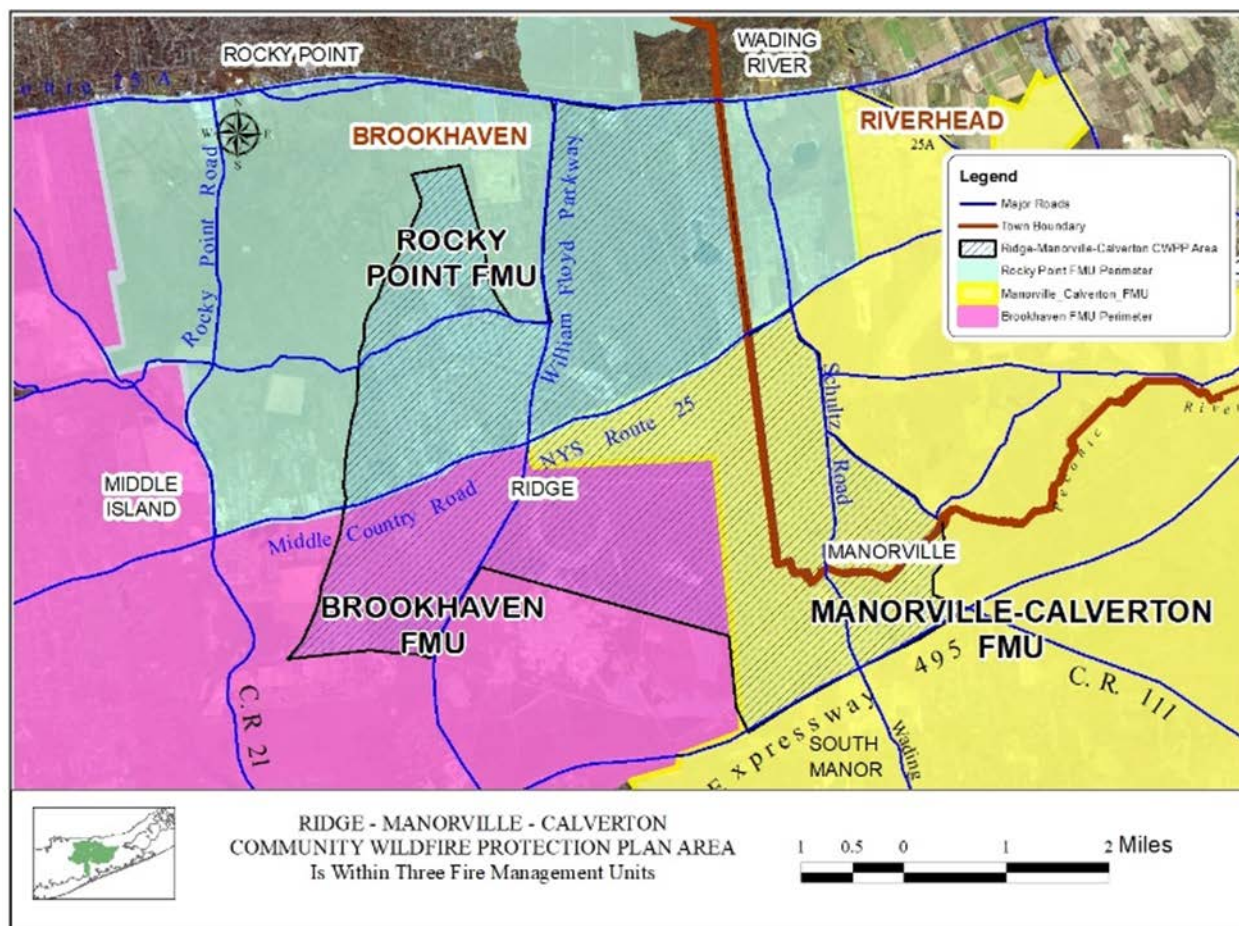 ROCKY POINT
WADING
RIVER
Route 25 A
N
W E
S
BROOKHAVEN
RIVERHEAD
25A
Rocky Point Road
William Floyd Parkway
Legend
Major Roads
Town Boundary
Ridge-Manorville-Calverton CWPP Area
Rocky Point FMU Perimeter
Manorville_Calverton_FMU
Brookhaven FMU Perimeter
ROCKY
POINT FMU
Schultz Road
Peconic River
NYS Route 25
MIDDLE
ISLAND
RIDGE
Middle Country Road
MANORVILLE
BROOKHAVEN
FMU
MANORVILLE-CALVERTON
FMU
C.R 21
Expressway 495
C.R. 111
SOUTH
MANOR
Wading
RIDGE - MANORVILLE - CALVERTON
COMMUNITY WILDFIRE PROTECTION PLAN AREA
Is Within Three Fire Management Units
1 0.5 0 1 2 Miles